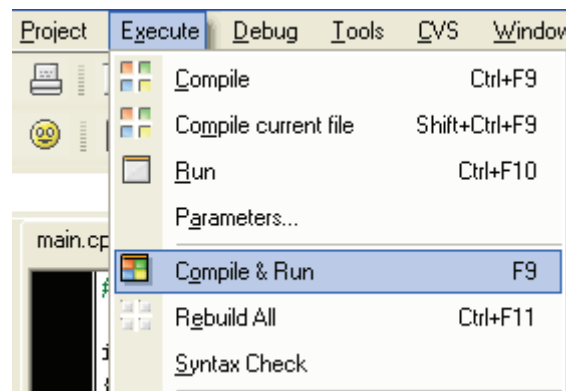 Project Execute Debug Tools CVS Window
Compile Ctrl+F9
Compile current file Shift+Ctrl+F9
Run Ctrl+F10
Parameters...
main.cp
Compile & Run F9
#
Rebuild All Ctrl+F11
i
Syntax Check
{